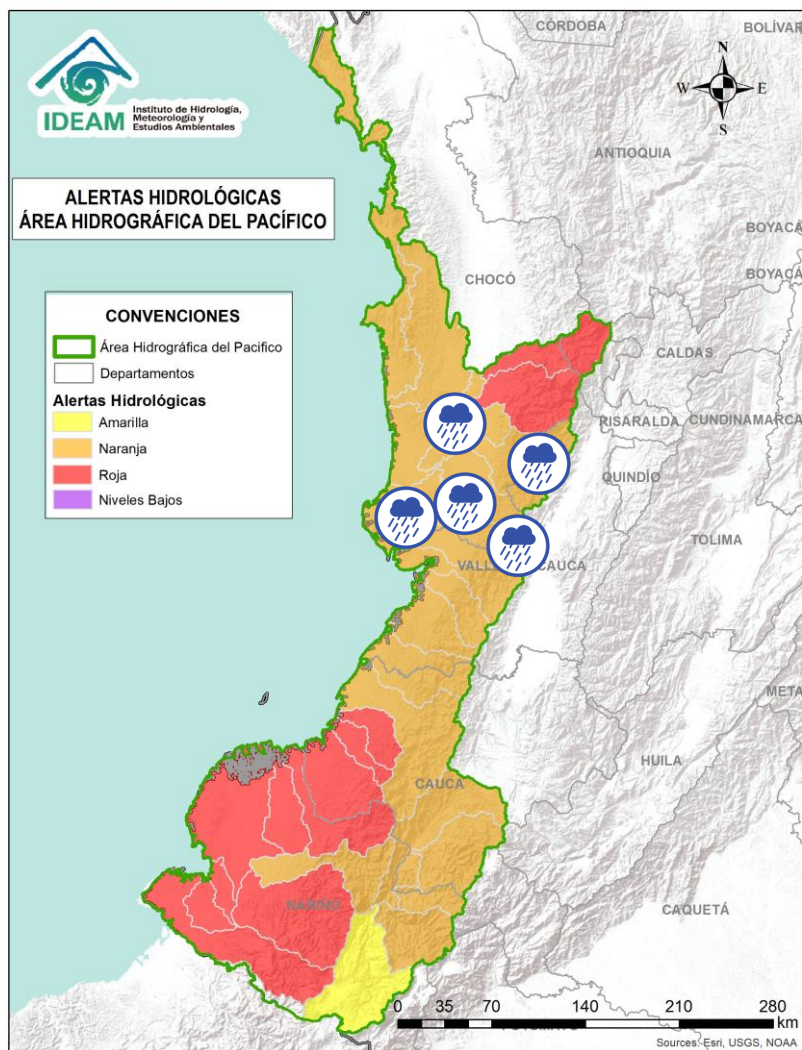 IDEAM
Instituto de Hidrología,
Meteorología y
Estudios Ambientales
ALERTAS HIDROLÓGICAS
ÁREA HIDROGRÁFICA DEL PACÍFICO
CONVENCIONES
Área Hidrográfica del Pacifico
Departamentos
Alertas Hidrológicas
Amarilla
Naranja
Roja
Niveles Bajos
N
W E
S
CÓRDOBA
BOLÍVAR
ANTIOQUIA
BOYACÁ
CHOCÓ
BOYACÁ
CALDAS
RISARALDA
CUNDINAMARCA
QUINDÍO
TOLIMA
CAUCA
META
HUILA
CAUCA
NARIÑO
CAQUETÁ
0 35 70 140 210 280
km
Sources: Esri, USGS, NOAA